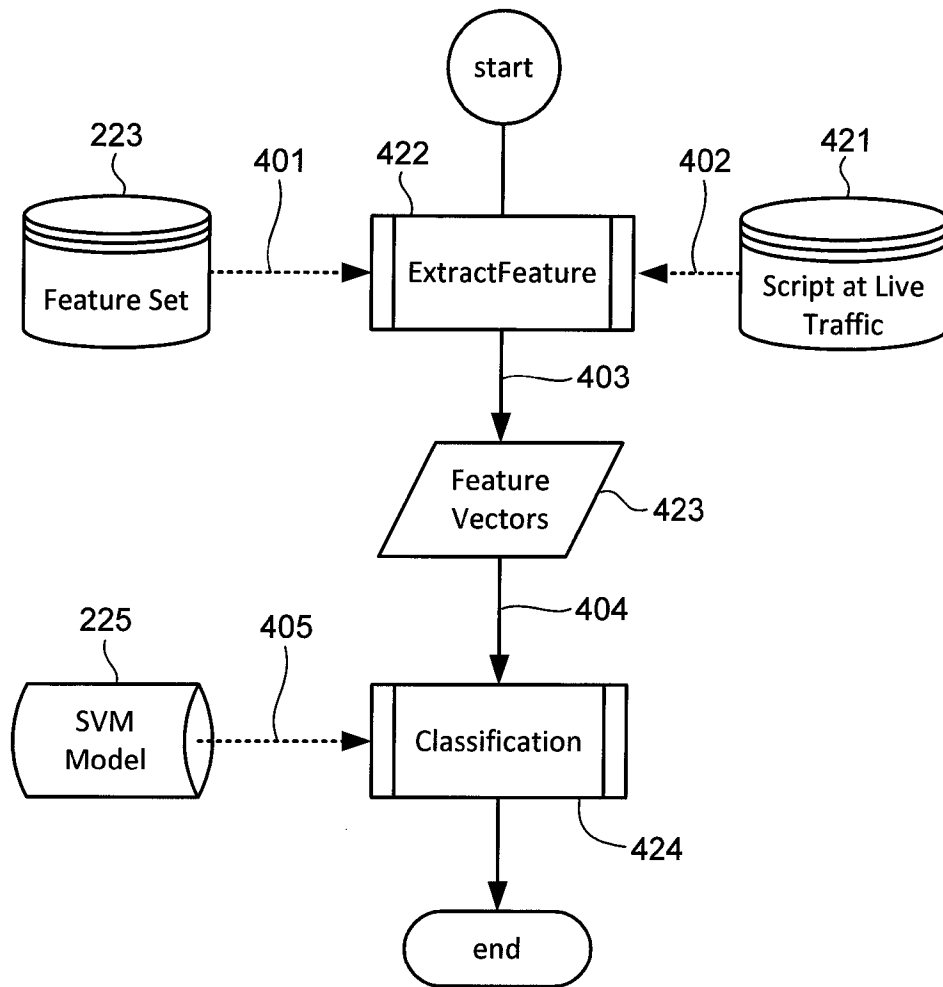 start
223
401
422
402
421
Feature Set
ExtractFeature
Script at Live
Traffic
403
Feature
Vectors
423
404
225
405
SVM
Model
Classification
424
end